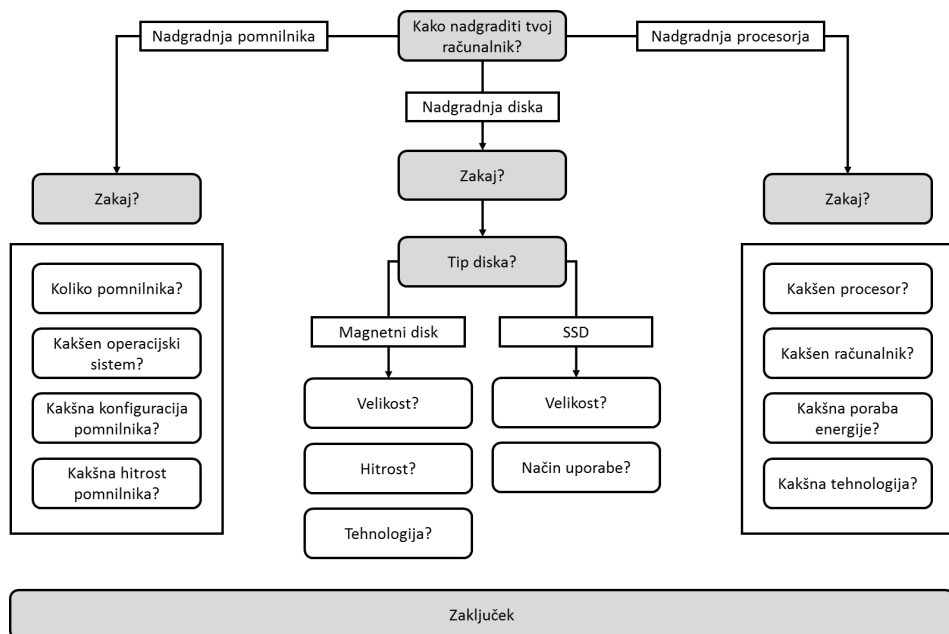 Kako nadgraditi tvoj
računalnik?
Nadgradnja pomnilnika
Nadgradnja procesorja
Nadgradnja diska
Zakaj?
Zakaj?
Zakaj?
Tip diska?
Koliko pomnilnika?
Kakšen operacijski
sistem?
Kakšna konfiguracija
pomnilnika?
Kakšna hitrost
pomnilnika?
Magnetni disk
SSD
Velikost?
Velikost?
Hitrost?
Način uporabe?
Tehnologija?
Kakšen procesor?
Kakšen računalnik?
Kakšna poraba
energije?
Kakšna tehnologija?
Zaključek